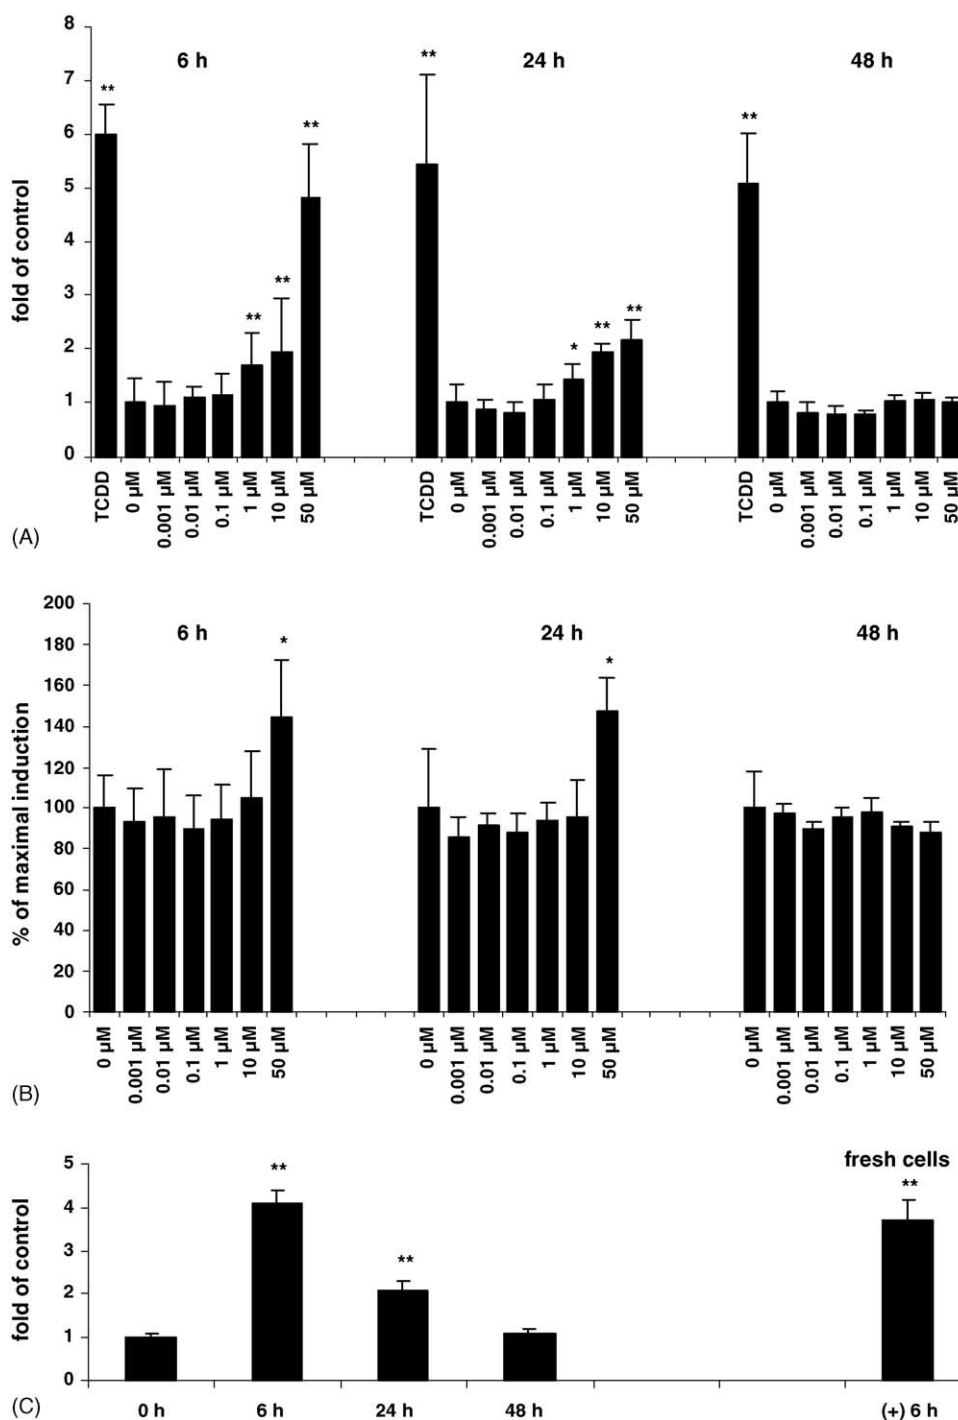 8
7
6
5
4
3
2
1
0
fold of control
6 h
24 h
48 h
**
**
**
**
**
*
**
**
**
TCDD
0 µM
0.001 µM
0.01 µM
0.1 µM
1 µM
10 µM
50 µM
TCDD
0 µM
0.001 µM
0.01 µM
0.1 µM
1 µM
10 µM
50 µM
TCDD
0 µM
0.001 µM
0.01 µM
0.1 µM
1 µM
10 µM
50 µM
(A)
200
180
160
140
120
100
80
60
40
20
0
% of maximal induction
6 h
24 h
48 h
*
*
0 µM
0.001 µM
0.01 µM
0.1 µM
1 µM
10 µM
50 µM
0 µM
0.001 µM
0.01 µM
0.1 µM
1 µM
10 µM
50 µM
0 µM
0.001 µM
0.01 µM
0.1 µM
1 µM
10 µM
50 µM
(B)
5
4
3
2
1
0
fold of control
fresh cells
**
**
**
0 h
6 h
24 h
48 h
(+) 6 h
(C)